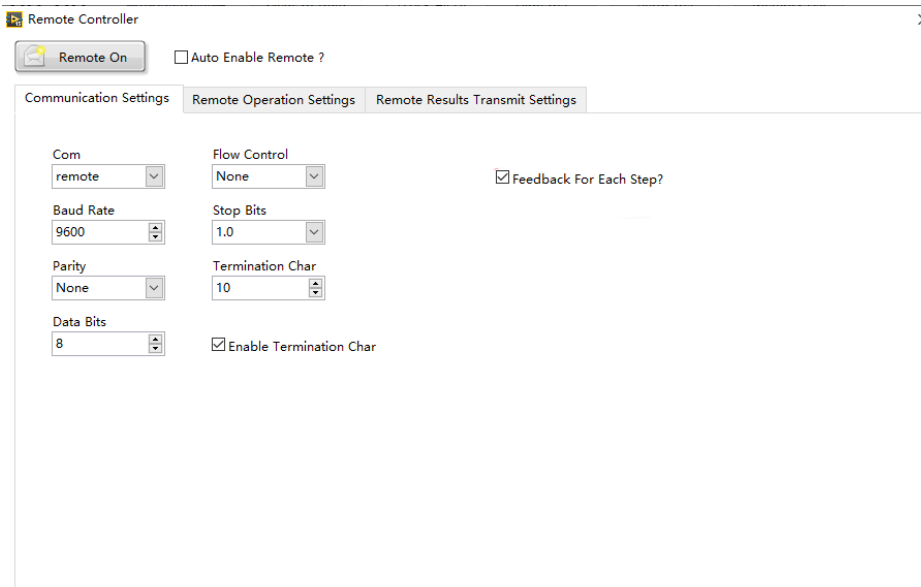 Remote Controller
Remote On
Auto Enable Remote ?
Communication Settings
Remote Operation Settings
Remote Results Transmit Settings
Com
Flow Control
remote
None
Feedback For Each Step?
Baud Rate
Stop Bits
9600
1.0
Parity
Termination Char
None
10
Data Bits
8
Enable Termination Char